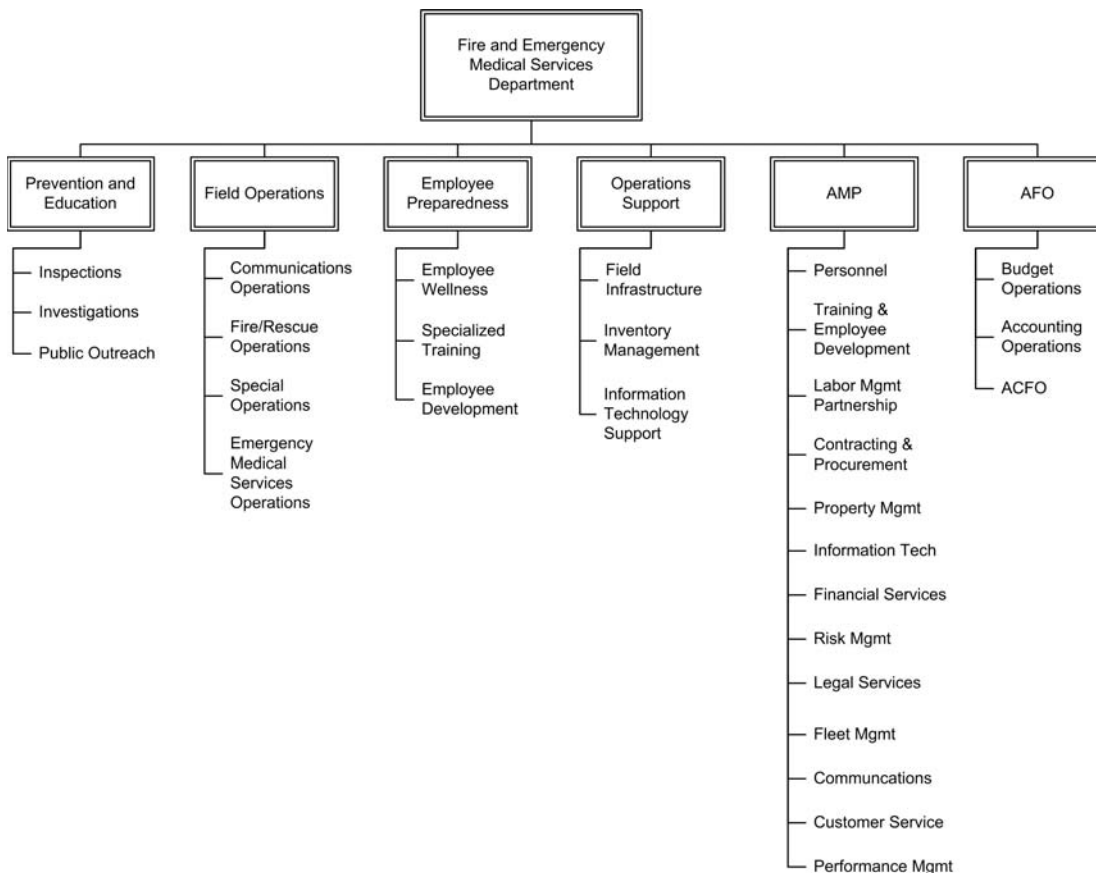 Fire and Emergency
Medical Services
Department
Prevention and
Education
Inspections
Investigations
Public Outreach
Field Operations
Communications
Operations
Fire/Rescue
Operations
Special
Operations
Emergency
Medical
Services
Operations
Employee
Preparedness
Employee
Wellness
Specialized
Training
Employee
Development
Operations
Support
Field
Infrastructure
Inventory
Management
Information
Technology
Support
AMP
Personnel
Training &
Employee
Development
Labor Mgmt
Partnership
Contracting &
Procurement
Property Mgmt
Information Tech
Financial Services
Risk Mgmt
Legal Services
Fleet Mgmt
Communcations
Customer Service
Performance Mgmt
AFO
Budget
Operations
Accounting
Operations
ACFO